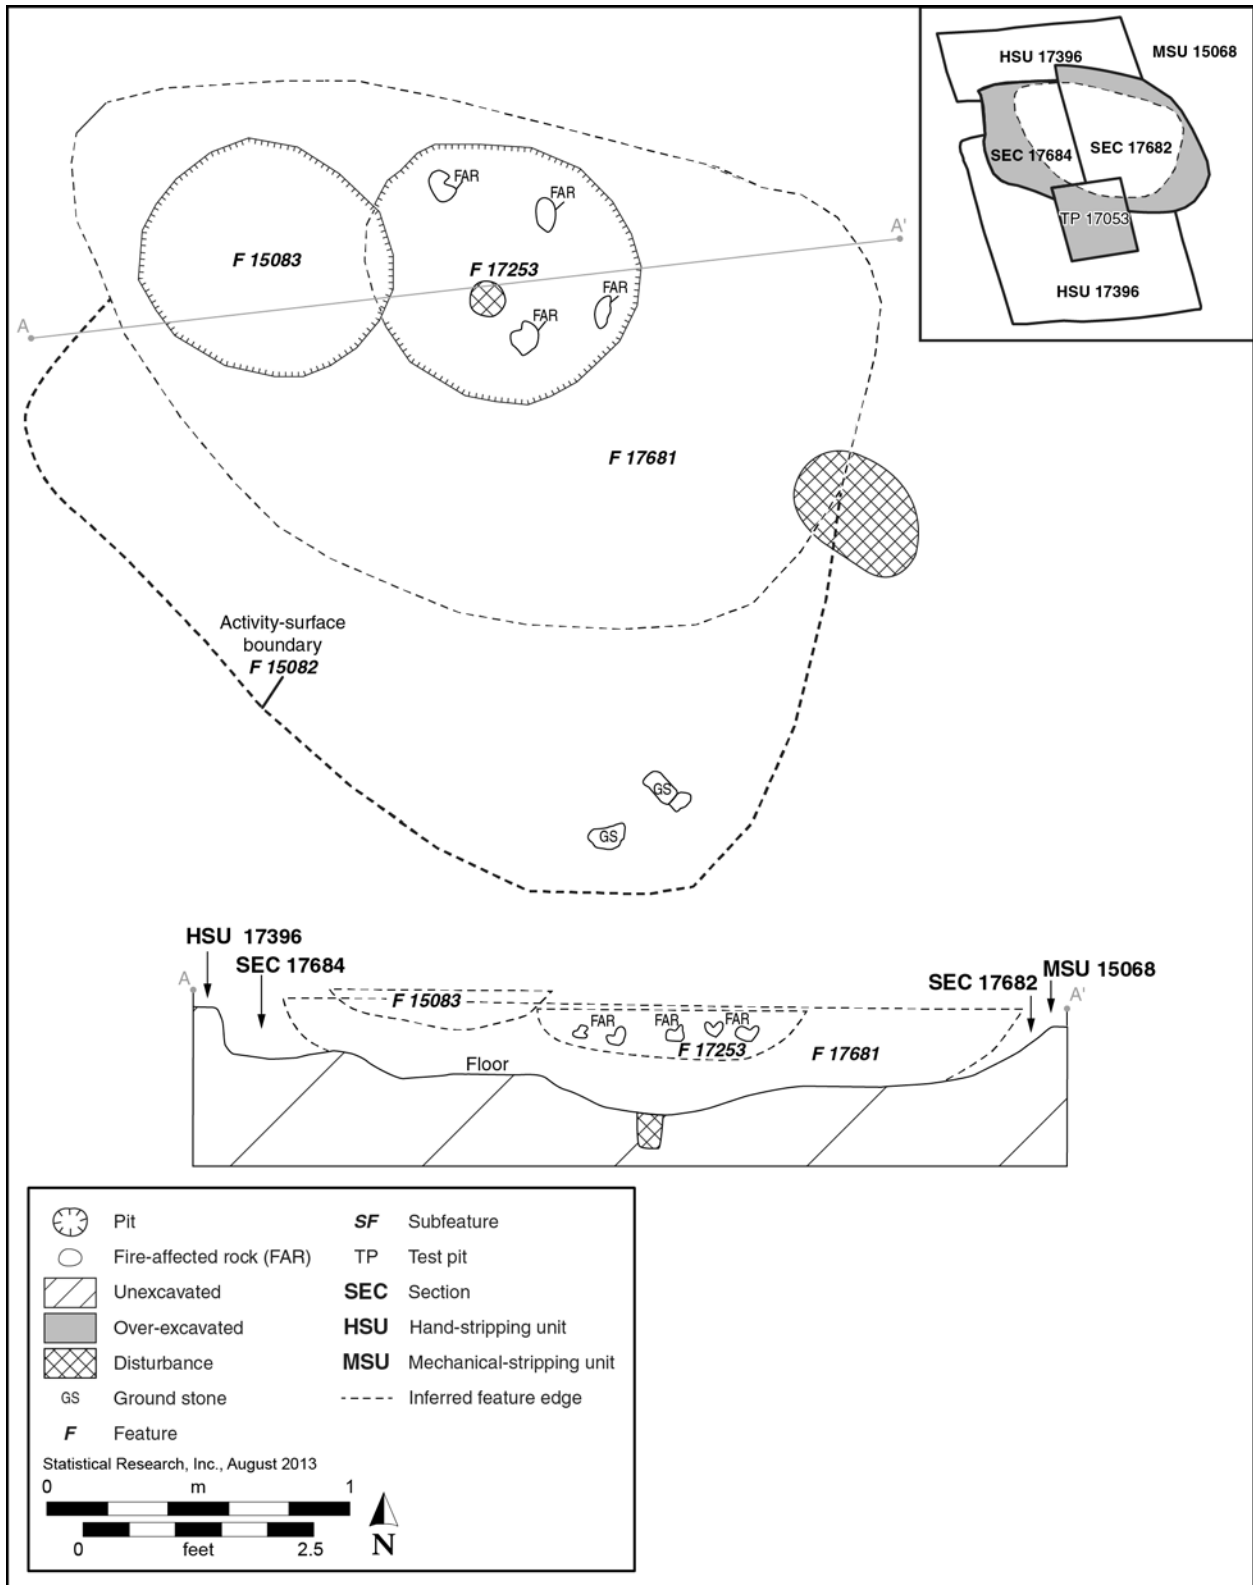 HSU 17396
MSU 15068
SEC 17684
SEC 17682
TP 17053
HSU 17396
FAR
FAR
A'
F 15083
F 17253
FAR
FAR
A
F 17681
Activity-surface
boundary
F 15082
GS
GS
HSU 17396
SEC 17684
A
F 15083
SEC 17682
MSU 15068
A'
FAR
FAR
FAR
F 17253
F 17681
Floor
Pit
Fire-affected rock (FAR)
Unexcavated
Over-excavated
Disturbance
GS Ground stone
F Feature
SF Subfeature
TP Test pit
SEC Section
HSU Hand-stripping unit
MSU Mechanical-stripping unit
Inferred feature edge
Statistical Research, Inc., August 2013
0 m 1
0 feet 2.5
N